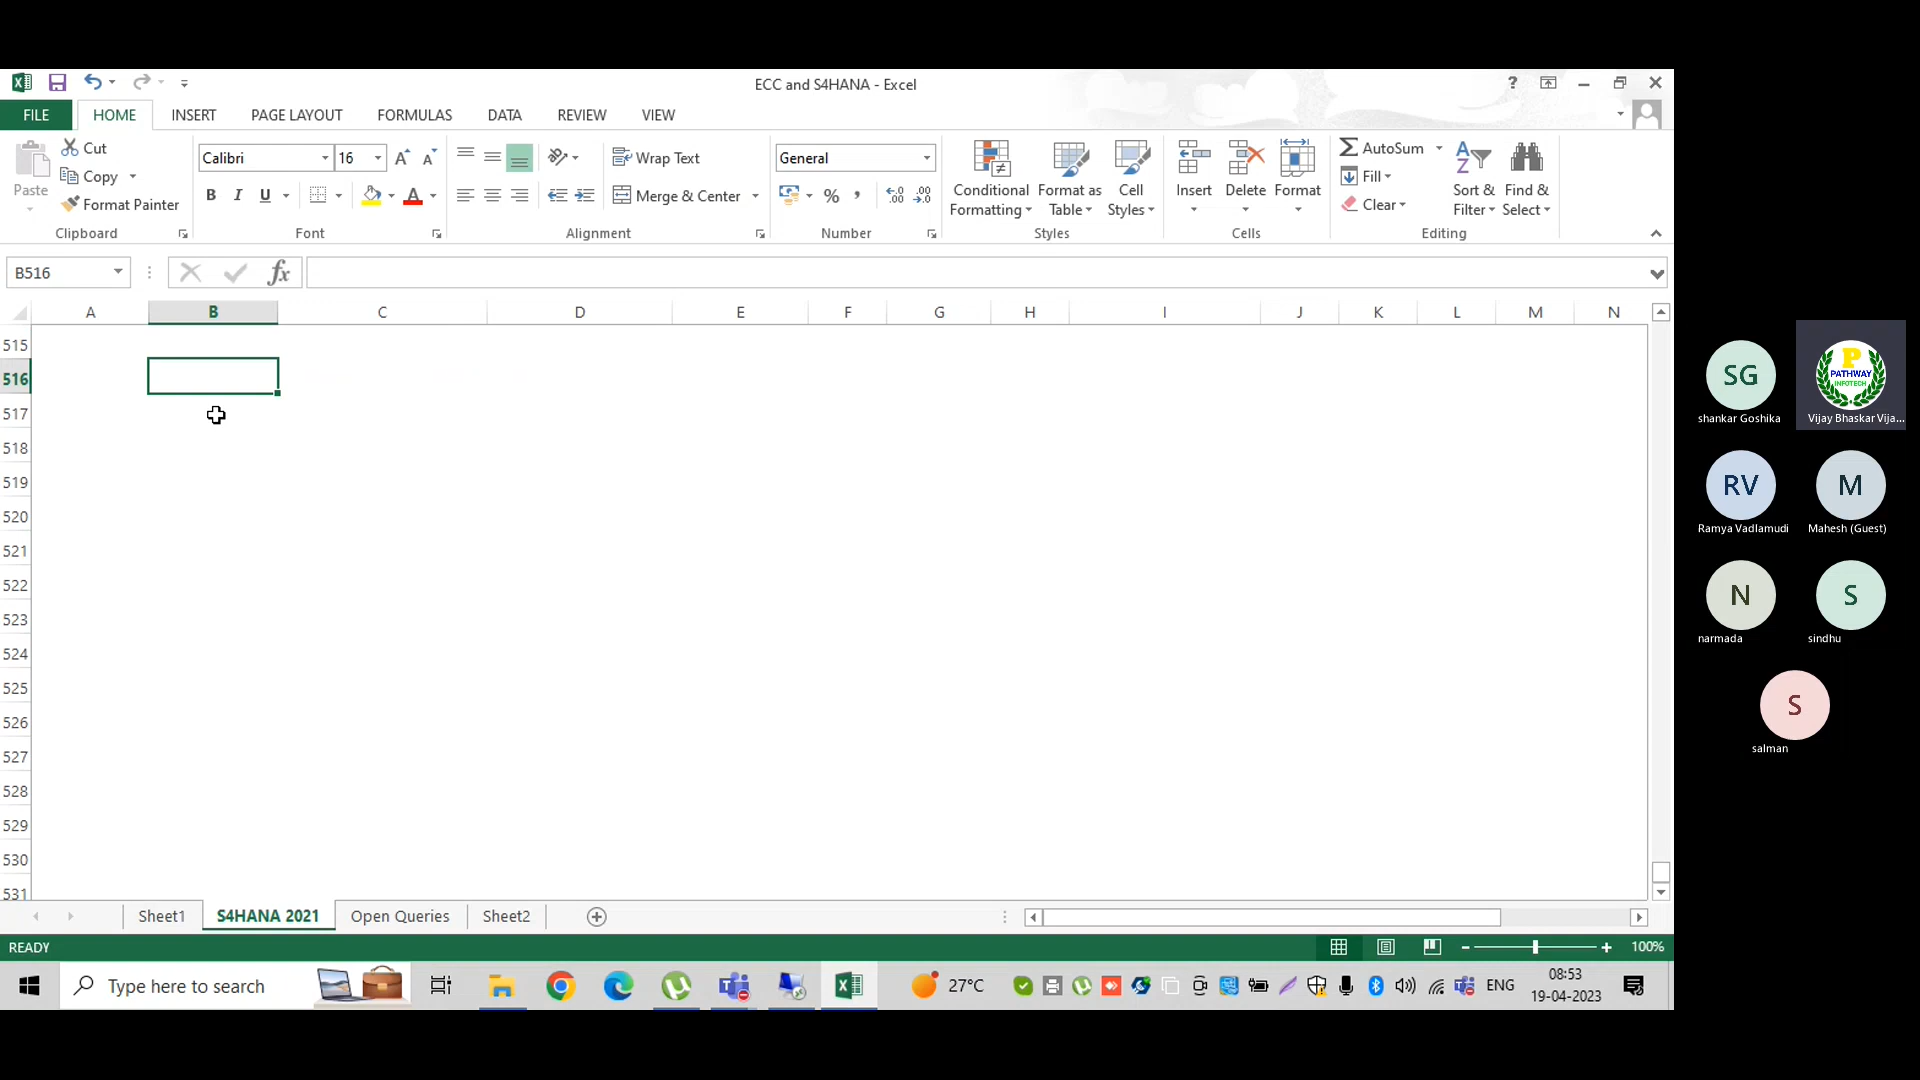 ECC and S4HANA - Excel
?
FILE HOME INSERT PAGE LAYOUT FORMULAS DATA REVIEW VIEW
Paste
Cut
Copy
Format Painter
Clipboard
Calibri 16
B I U A
Font
Wrap Text
Merge & Center
Alignment
General
%
Number
Conditional Formatting
Format as Table
Cell Styles
Styles
Insert
Delete
Format
Cells
AutoSum
Fill
Clear
Sort & Filter
Find & Select
Editing
B516
fx
A B C D E F G H I J K L M N
515
516
517
518
519
520
521
522
523
524
525
526
527
528
529
530
531
Sheet1 S4HANA 2021 Open Queries Sheet2
READY
100%
Type here to search
27°C
ENG
08:53
19-04-2023
SG
shankar Goshika
P
PATHWAY
INFOTECH
Vijay Bhaskar Vija...
RV
Ramya Vadlamudi
M
Mahesh (Guest)
N
narmada
S
sindhu
S
salman